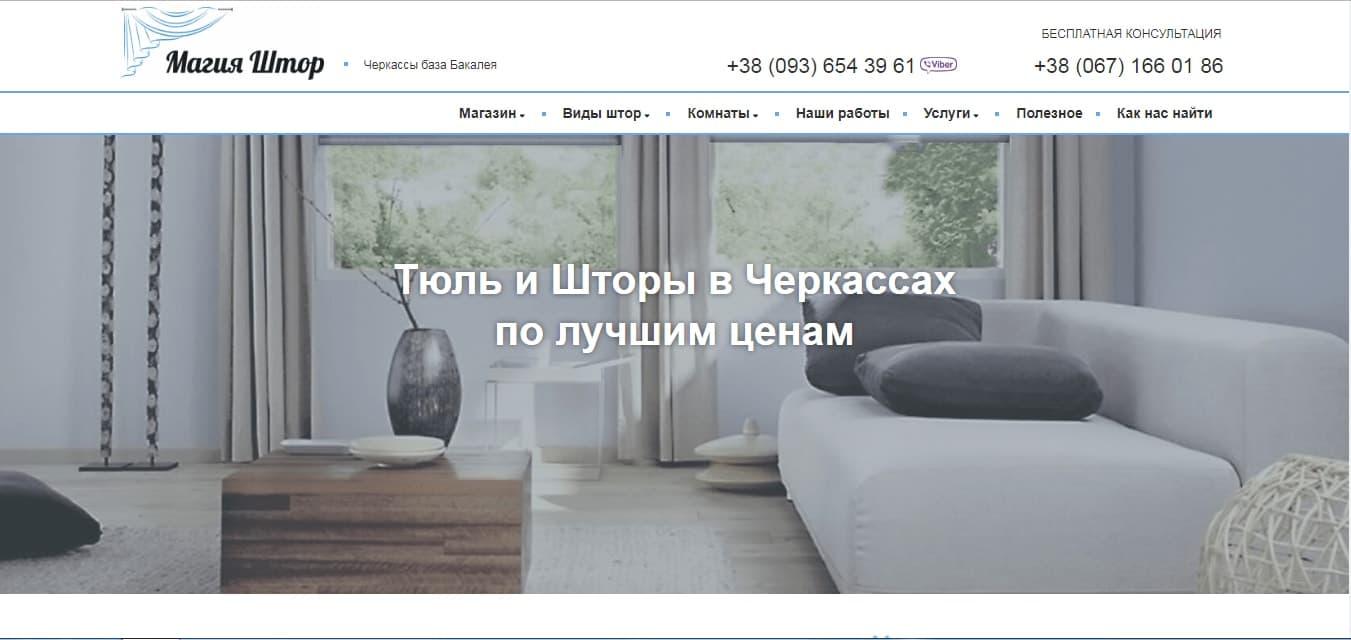 Магия Штор
Черкассы база Бакалея
БЕСПЛАТНАЯ КОНСУЛЬТАЦИЯ
+38 (093) 654 39 61 Viber
+38 (067) 166 01 86
Магазин
Виды штор
Комнаты
Наши работы
Услуги
Полезное
Как нас найти
Тюль и Шторы в Черкассах
по лучшим ценам